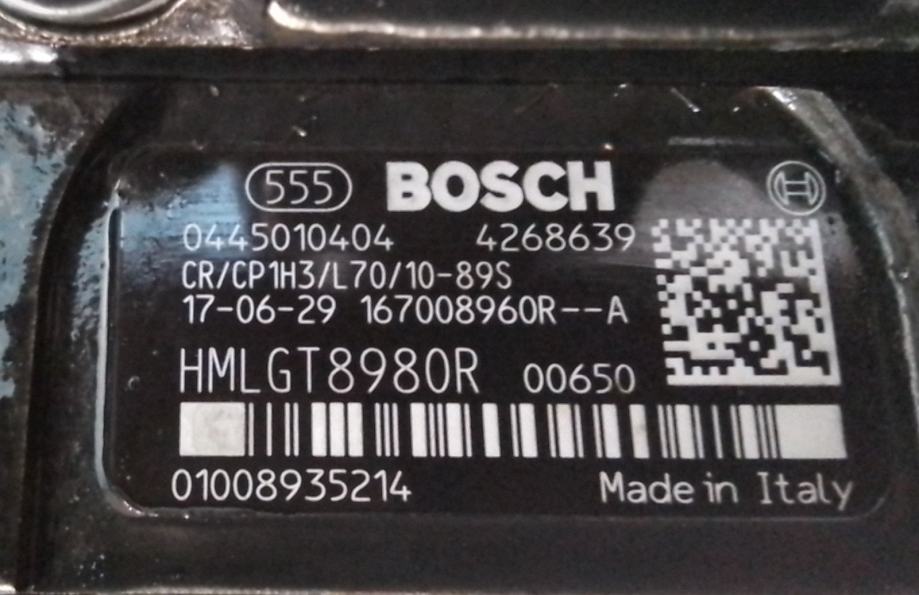 555 BOSCH
0445010404 4268639
CR/CP1H3/L70/10-89S
17-06-29 167008960R--A
HMLGT8980R 00650
01008935214 Made in Italy